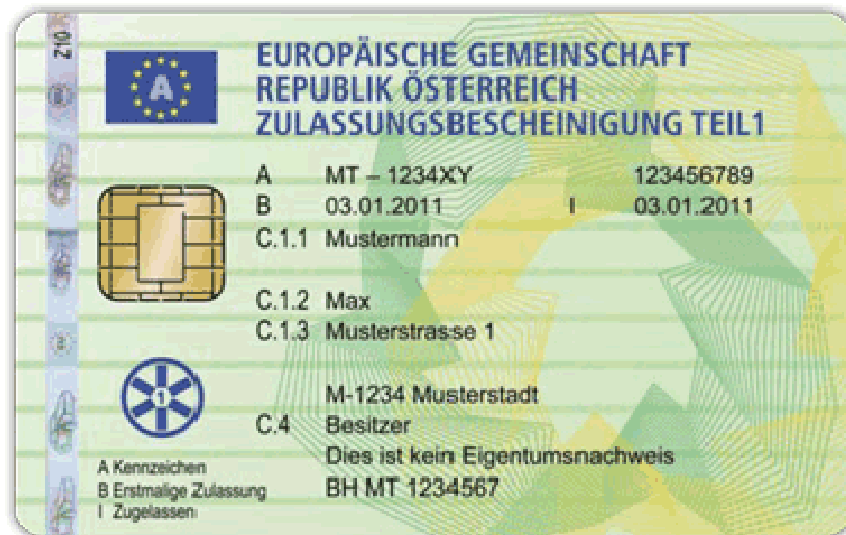 Z10
A
EUROPÄISCHE GEMEINSCHAFT
REPUBLIK ÖSTERREICH
ZULASSUNGSBESCHEINIGUNG TEIL1
A MT – 1234XY 123456789
B 03.01.2011 I 03.01.2011
C.1.1 Mustermann
C.1.2 Max
C.1.3 Musterstrasse 1
1
M-1234 Musterstadt
C.4 Besitzer
Dies ist kein Eigentumsnachweis
BH MT 1234567
A Kennzeichen
B Erstmalige Zulassung
I Zugelassen